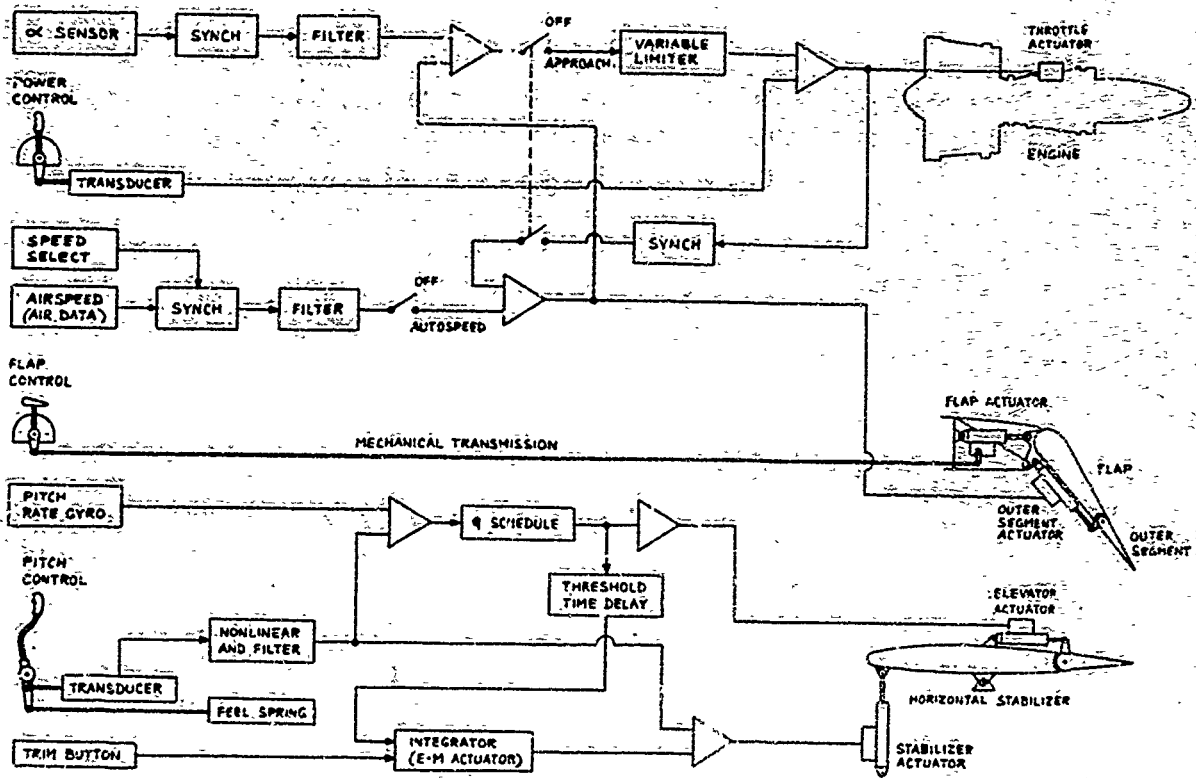 ∝ SENSOR
SYNCH
FILTER
OFF
APPROACH
VARIABLE
LIMITER
THROTTLE
ACTUATOR
POWER
CONTROL
TRANSDUCER
ENGINE
SPEED
SELECT
SYNCH
AIRSPEED
(AIR DATA)
SYNCH
FILTER
OFF
AUTOSPEED
FLAP
CONTROL
MECHANICAL TRANSMISSION
FLAP ACTUATOR
FLAP
OUTER
SEGMENT
ACTUATOR
OUTER
SEGMENT
PITCH
RATE GYRO
q SCHEDULE
PITCH
CONTROL
THRESHOLD
TIME DELAY
ELEVATOR
ACTUATOR
NONLINEAR
AND FILTER
TRANSDUCER
FEEL SPRING
HORIZONTAL STABILIZER
TRIM BUTTON
INTEGRATOR
(E-M ACTUATOR)
STABILIZER
ACTUATOR